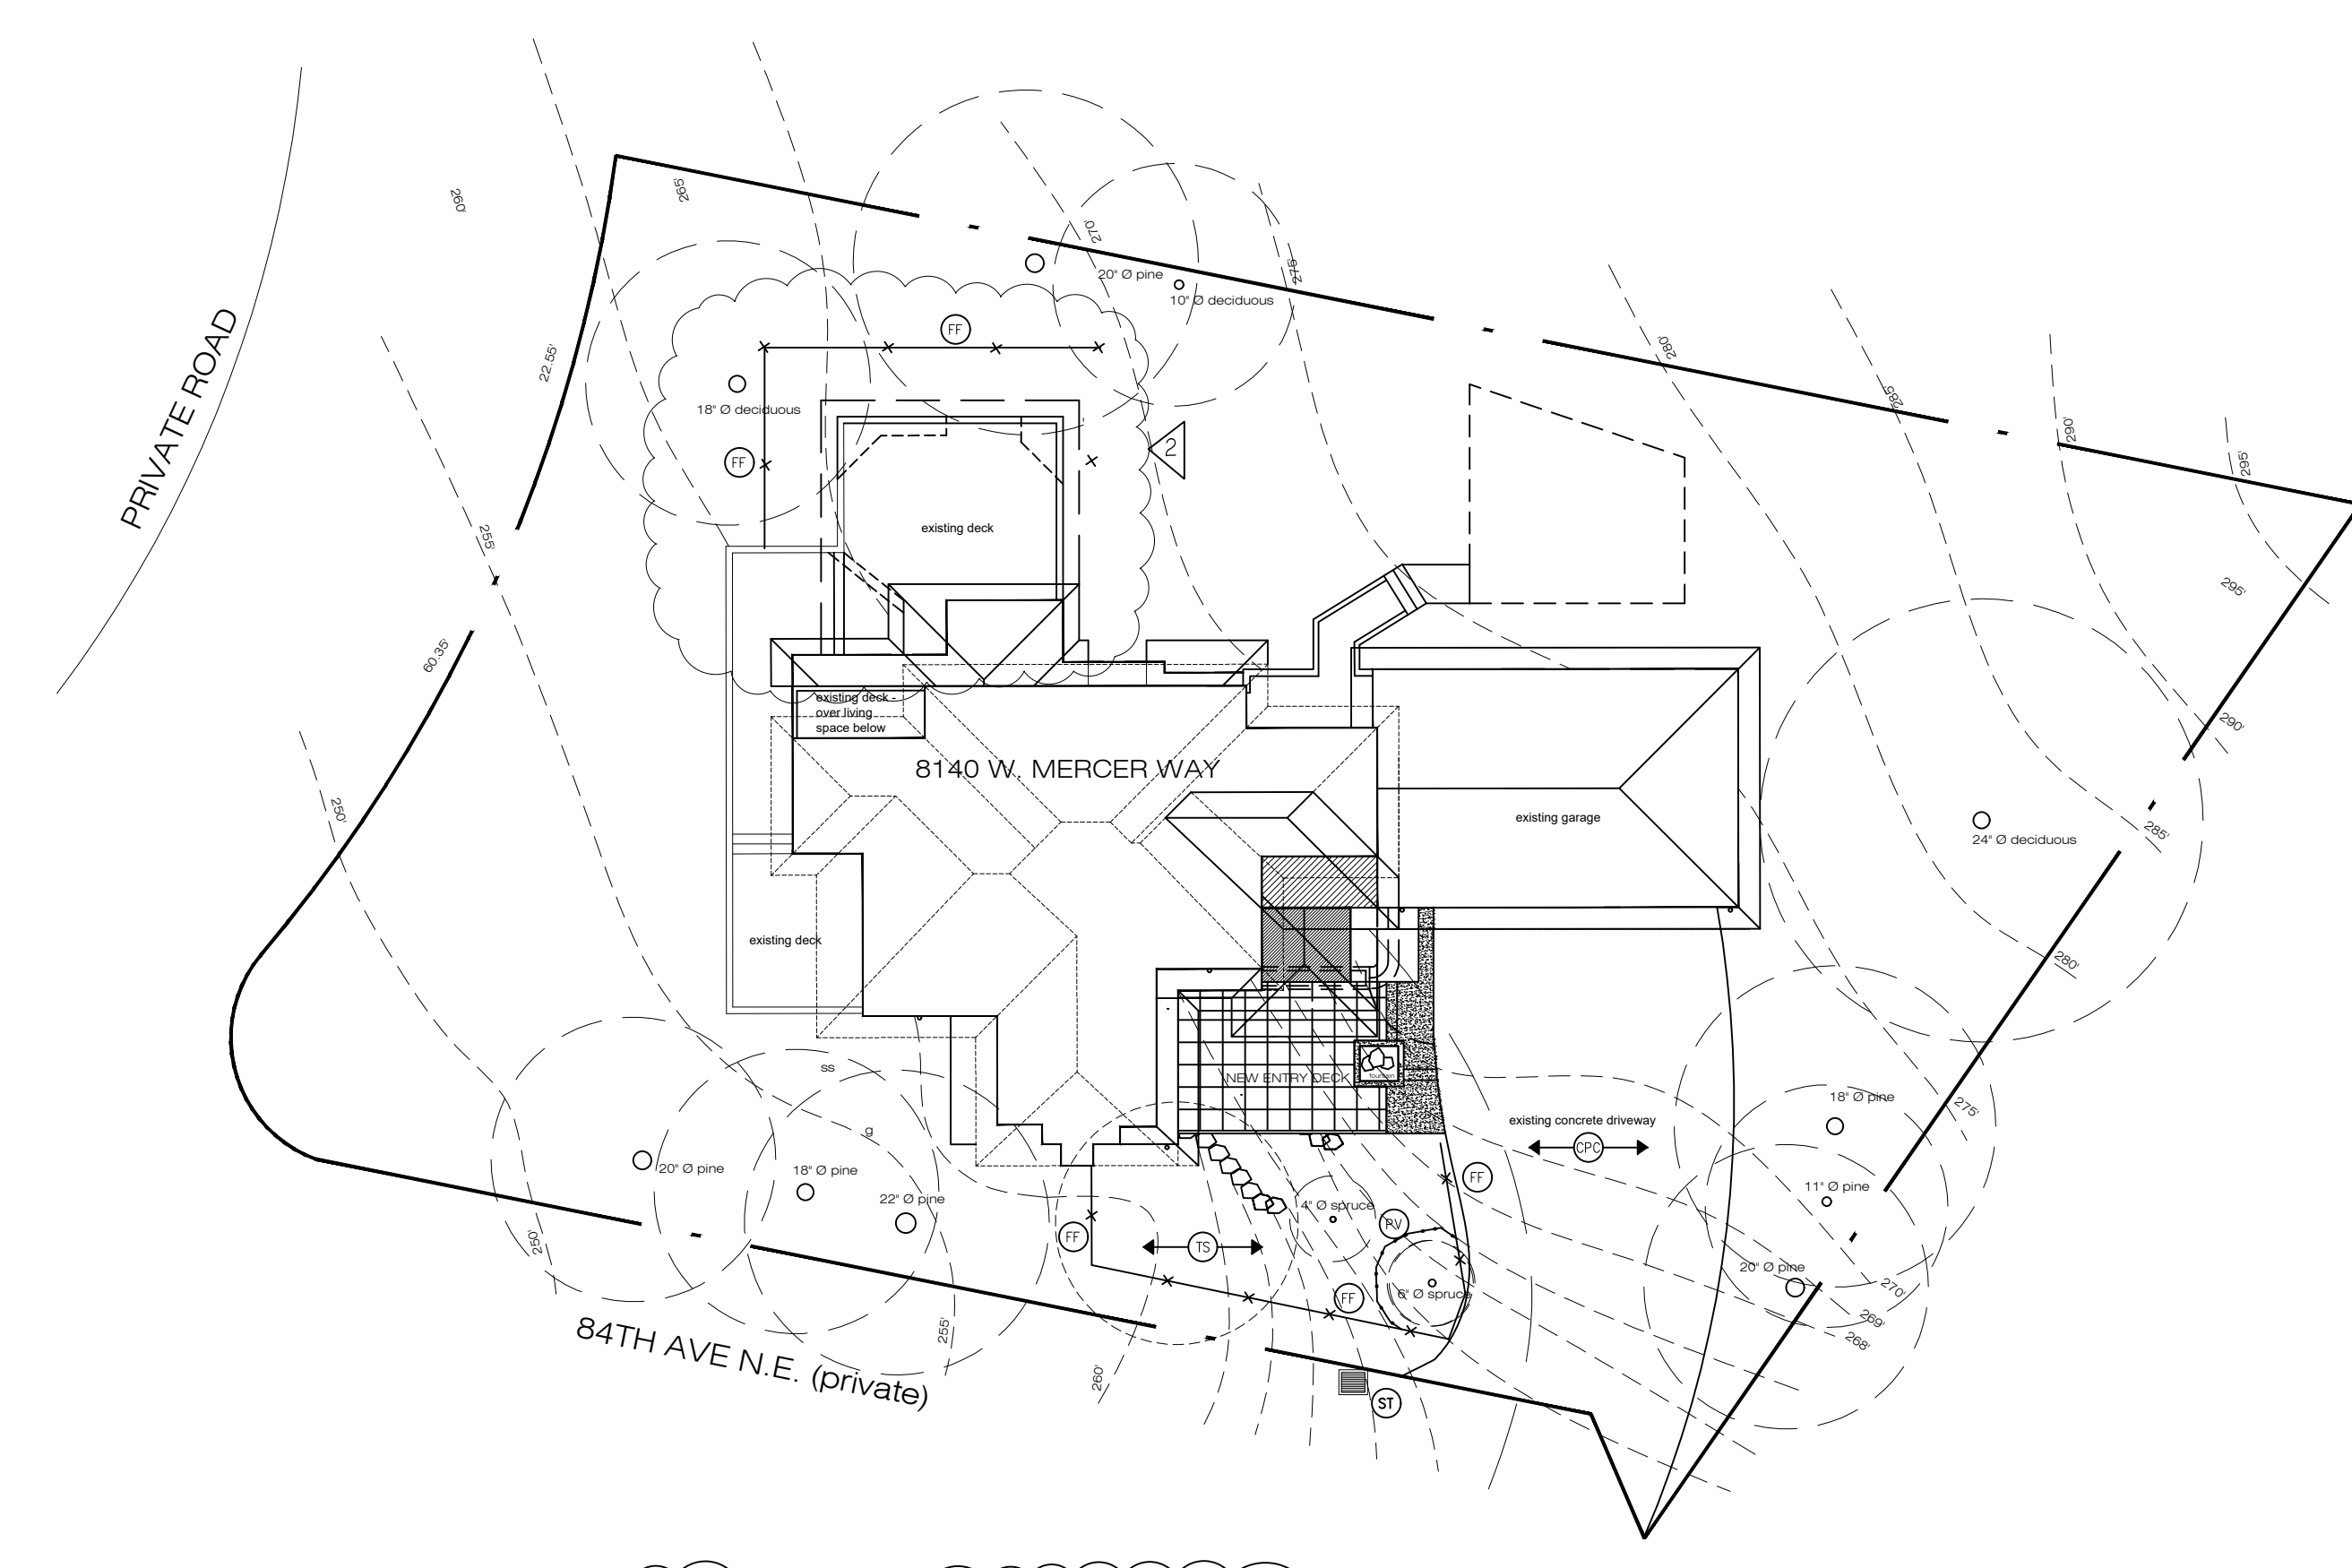 260'
265'
270'
275'
20" Ø pine
10" Ø deciduous
FF
280'
22.55'
18" Ø deciduous
285'
290'
2
295'
FF
PRIVATE ROAD
255'
existing deck
295'
60.35'
existing deck -
over living
space below
290'
8140 W. MERCER WAY
250'
existing garage
285'
24" Ø deciduous
existing deck
280'
ss
fountain
NEW ENTRY DECK
18" Ø pine
275'
existing concrete driveway
g
CPC
20" Ø pine
18" Ø pine
FF
11" Ø pine
22" Ø pine
4" Ø spruce
PV
FF
TS
250'
20" Ø pine
270'
6" Ø spruce
FF
269'
268'
255'
84TH AVE N.E. (private)
260'
ST